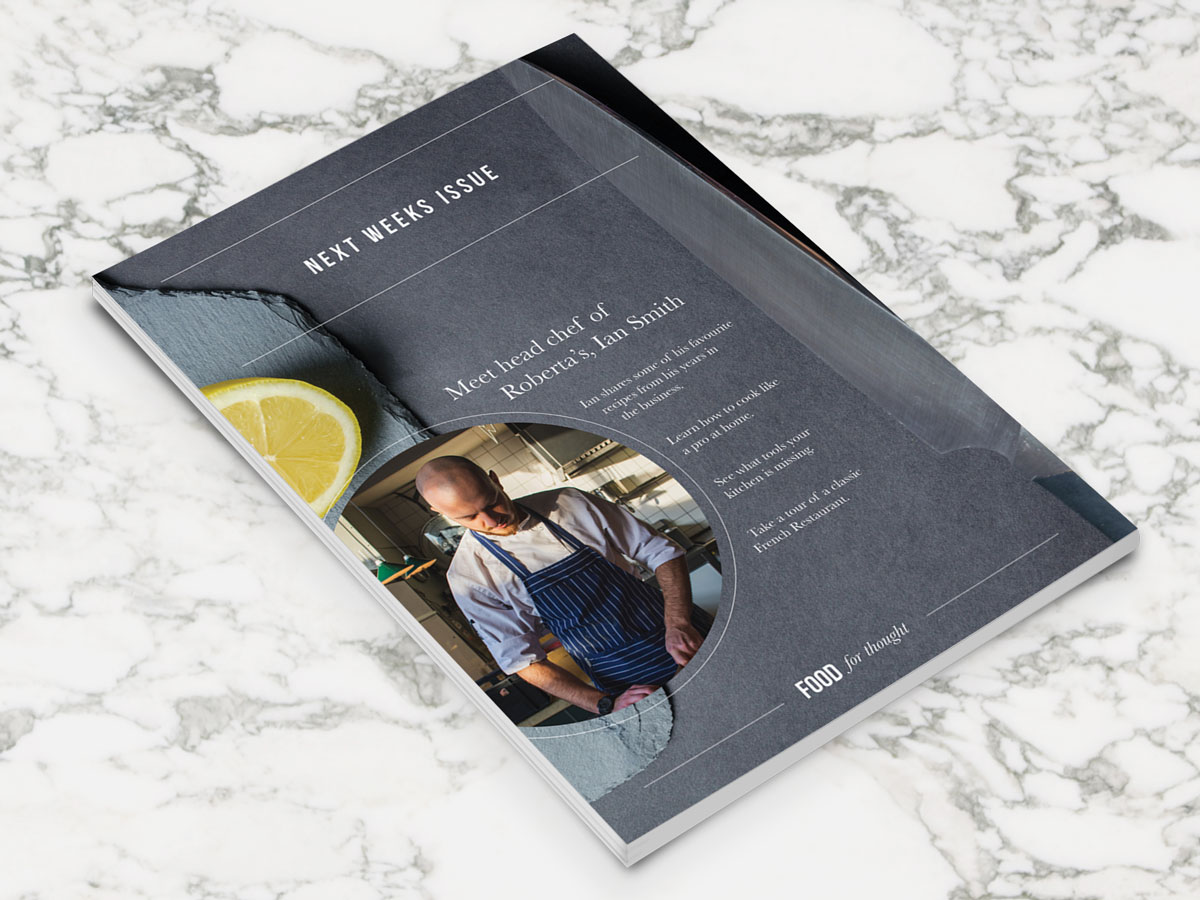 NEXT WEEKS ISSUE
Meet head chef of
Roberta's, Ian Smith
Ian shares some of his favourite
recipes from his years in
the business.
Learn how to cook like
a pro at home.
See what tools your
kitchen is missing.
Take a tour of a classic
French Restaurant.
FOOD for thought